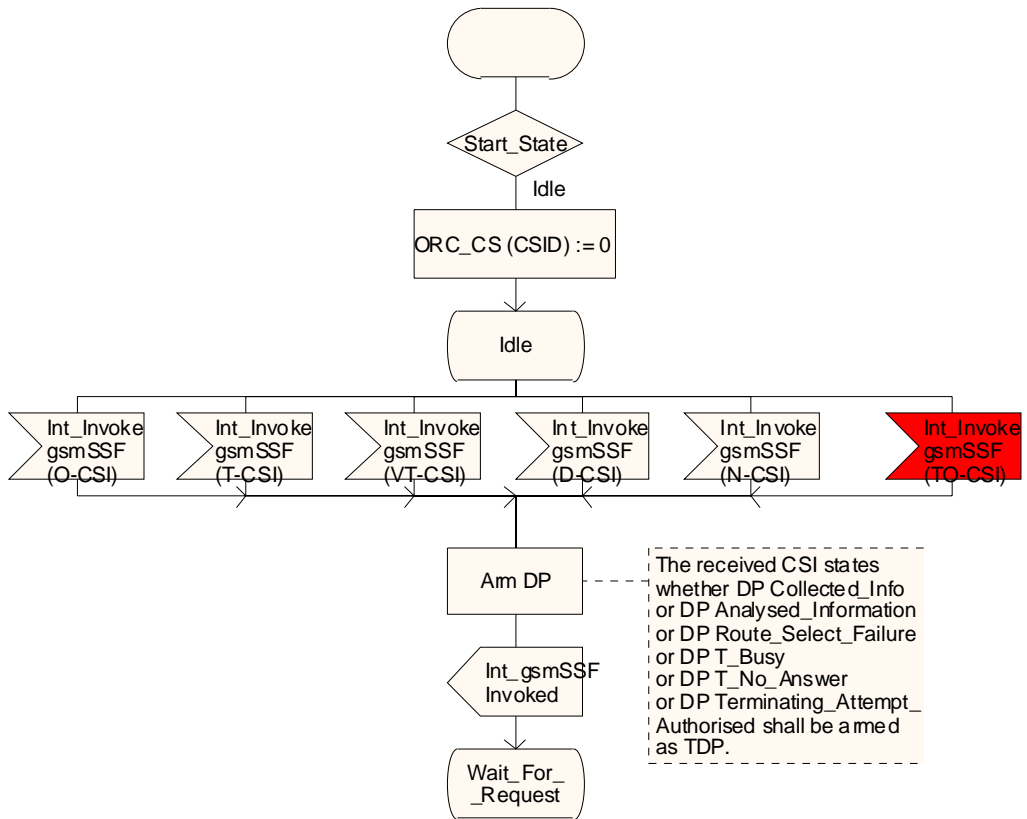 Start_State
Idle
ORC_CS (CSID) := 0
Idle
Int_Invoke
gsmSSF
(O-CSI)
Int_Invoke
gsmSSF
(T-CSI)
Int_Invoke
gsmSSF
(VT-CSI)
Int_Invoke
gsmSSF
(D-CSI)
Int_Invoke
gsmSSF
(N-CSI)
Int_Invoke
gsmSSF
(TO-CSI)
Arm DP
The received CSI states
whether DP Collected_Info
or DP Analysed_Information
or DP Route_Select_Failure
or DP T_Busy
or DP T_No_Answer
or DP Terminating_Attempt_
Authorised shall be armed
as TDP.
Int_gsmSSF
Invoked
Wait_For_
_Request